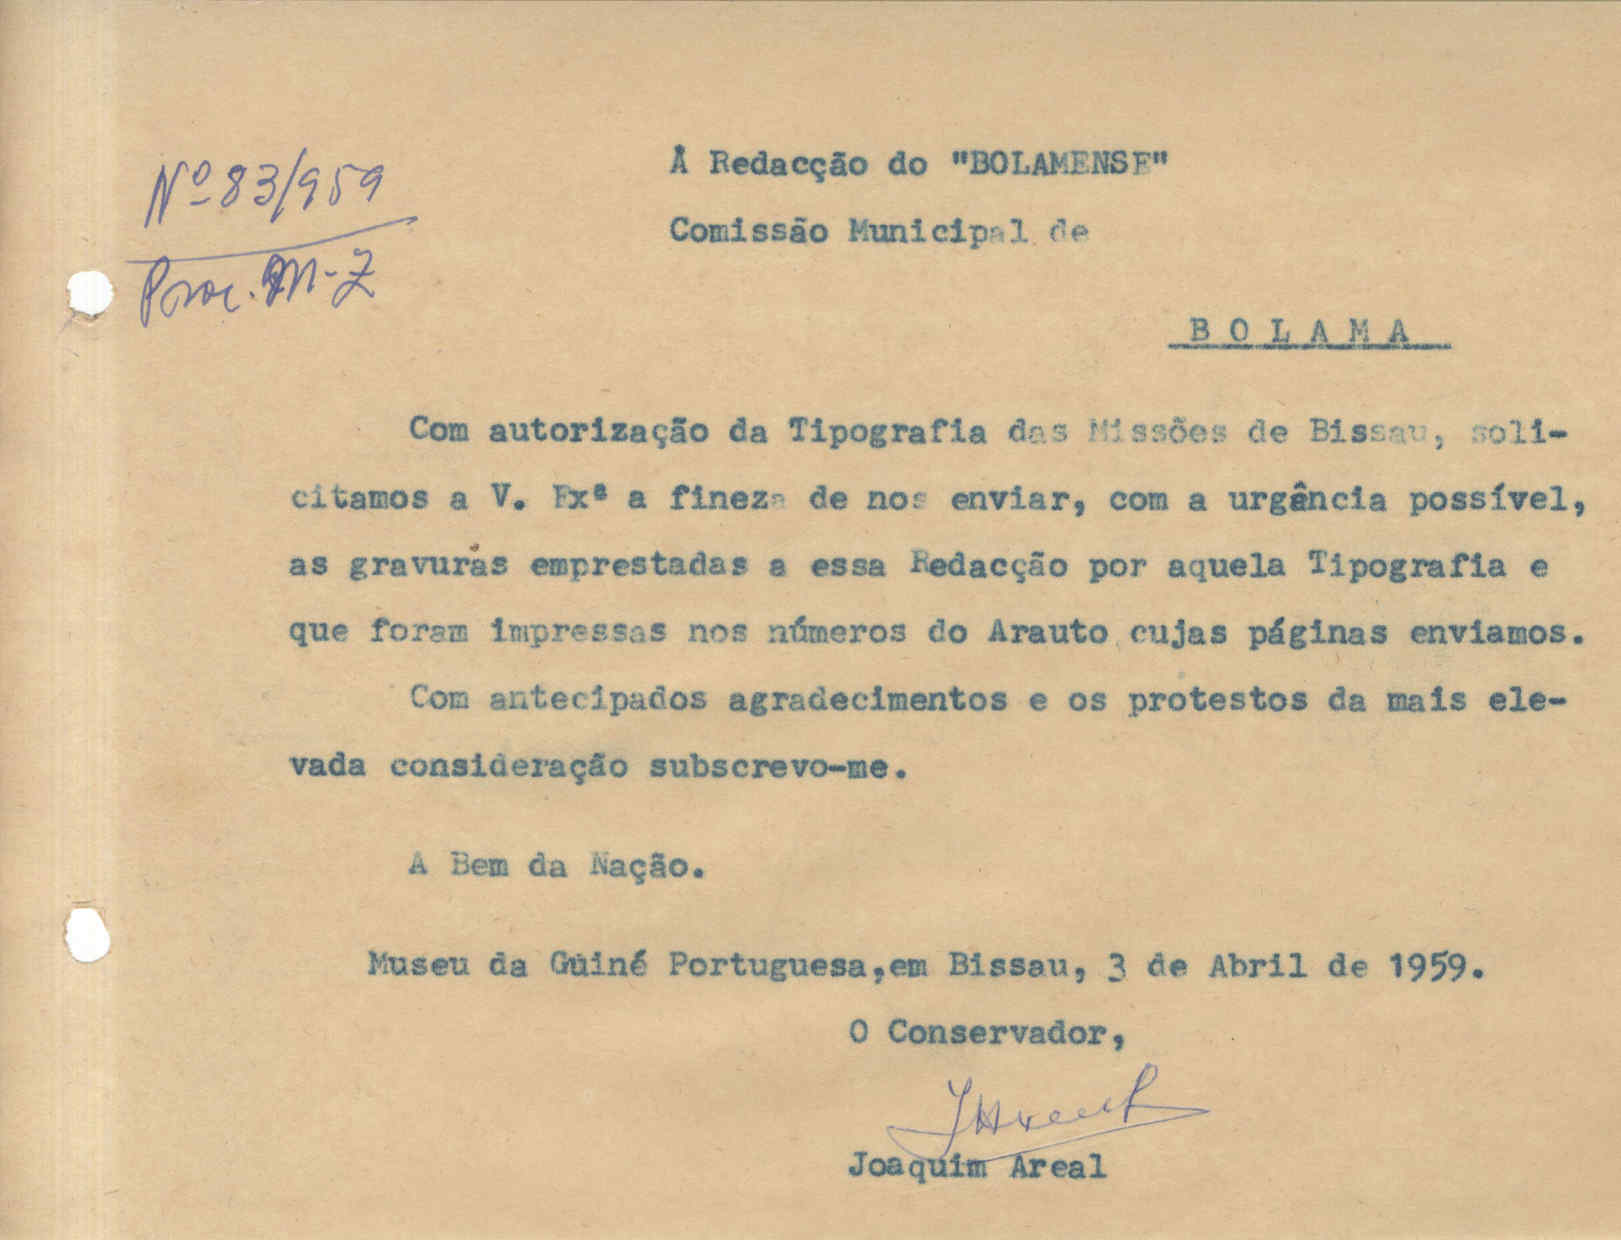 Nº 83/959
Proc. M-Z
À Redacção do "BOLAMENSE"
Comissão Municipal de
B O L A M A
Com autorização da Tipografia das Missões de Bissau, soli-
citamos a V. Exª a fineza de nos enviar, com a urgência possível,
as gravuras emprestadas a essa Redacção por aquela Tipografia e
que foram impressas nos números do Arauto cujas páginas enviamos.
Com antecipados agradecimentos e os protestos da mais ele-
vada consideração subscrevo-me.
A Bem da Nação.
Museu da Guiné Portuguesa,em Bissau, 3 de Abril de 1959.
O Conservador,
JAreal
Joaquim Areal